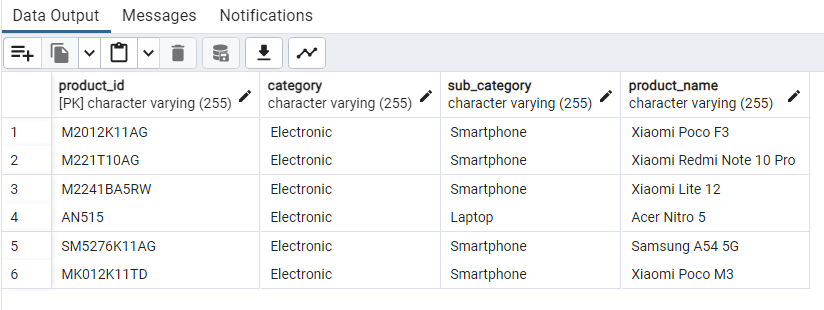 Data Output Messages Notifications
product_id category sub_category product_name
[PK] character varying (255) character varying (255) character varying (255) character varying (255)
1 M2012K11AG Electronic Smartphone Xiaomi Poco F3
2 M221T10AG Electronic Smartphone Xiaomi Redmi Note 10 Pro
3 M2241BA5RW Electronic Smartphone Xiaomi Lite 12
4 AN515 Electronic Laptop Acer Nitro 5
5 SM5276K11AG Electronic Smartphone Samsung A54 5G
6 MK012K11TD Electronic Smartphone Xiaomi Poco M3